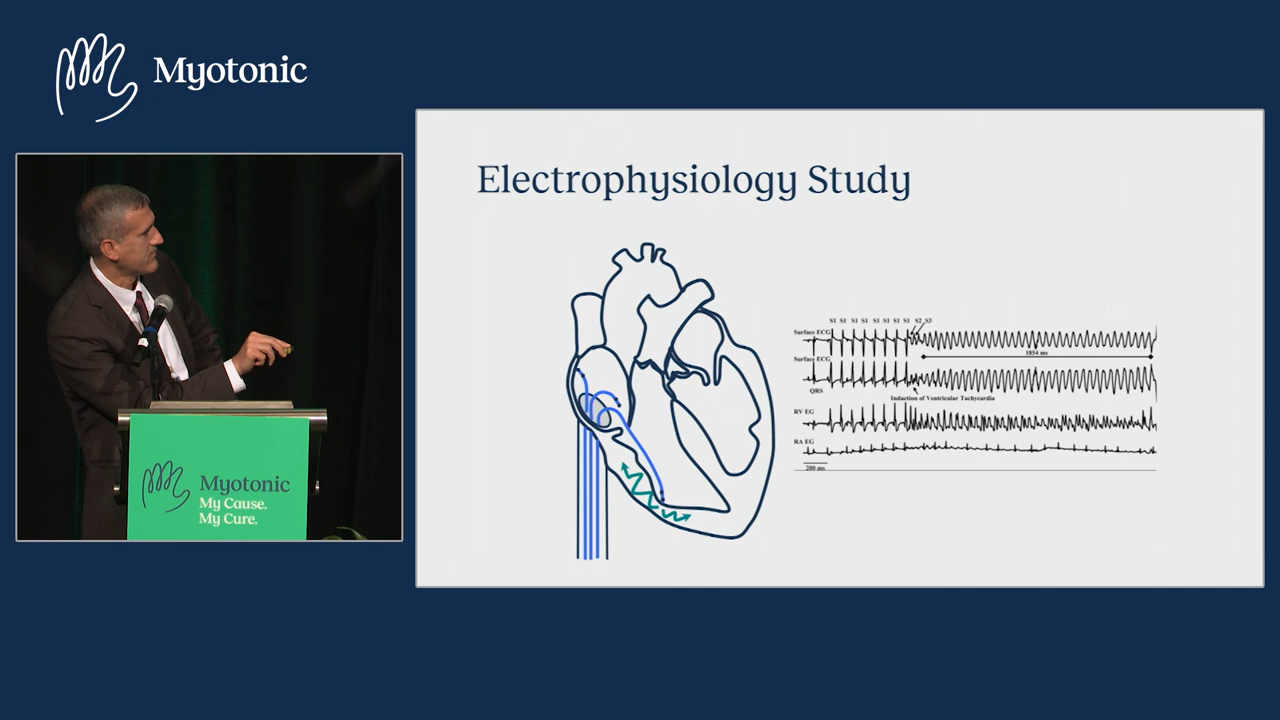 Myotonic
Electrophysiology Study
S1 S1 S1 S1 S1 S1 S1 S1 S2 S3
Surface ECG
1854 ms
Surface ECG
QRS
Induction of Ventricular Tachycardia
RV EG
RA EG
200 ms
Myotonic
My Cause.
My Cure.